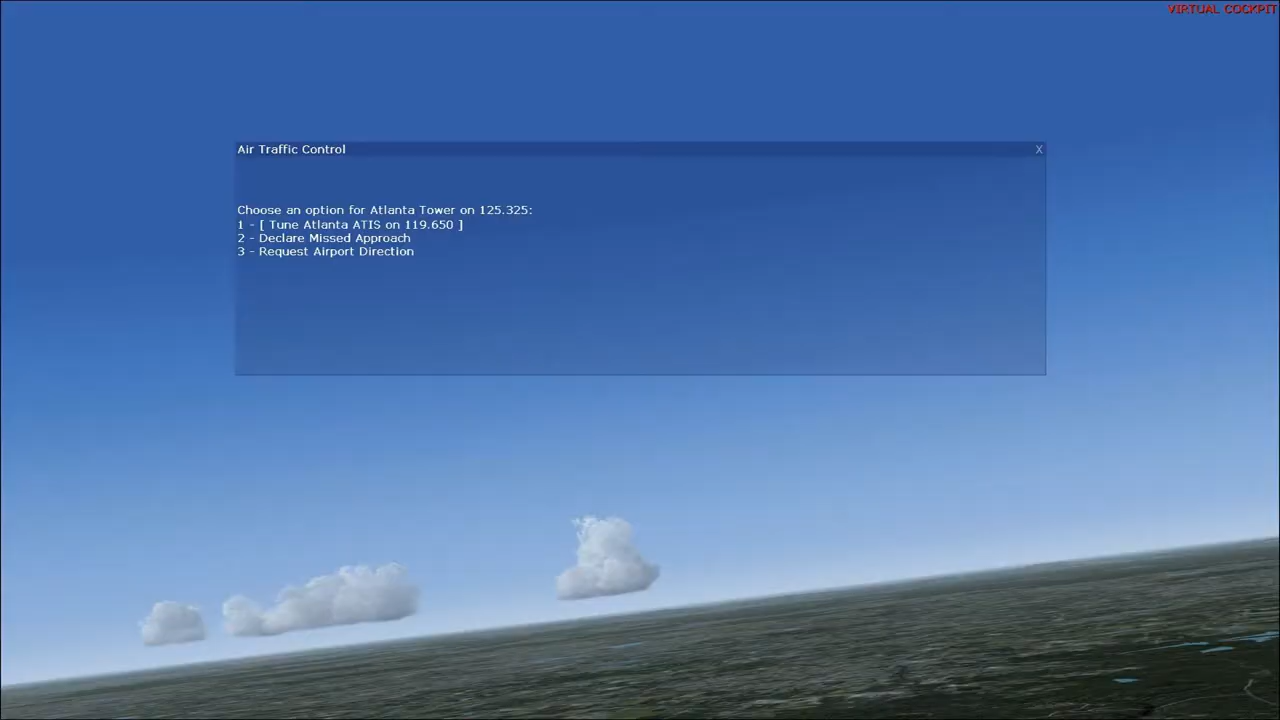 VIRTUAL COCKPIT
Air Traffic Control X
Choose an option for Atlanta Tower on 125.325:
1 - [ Tune Atlanta ATIS on 119.650 ]
2 - Declare Missed Approach
3 - Request Airport Direction